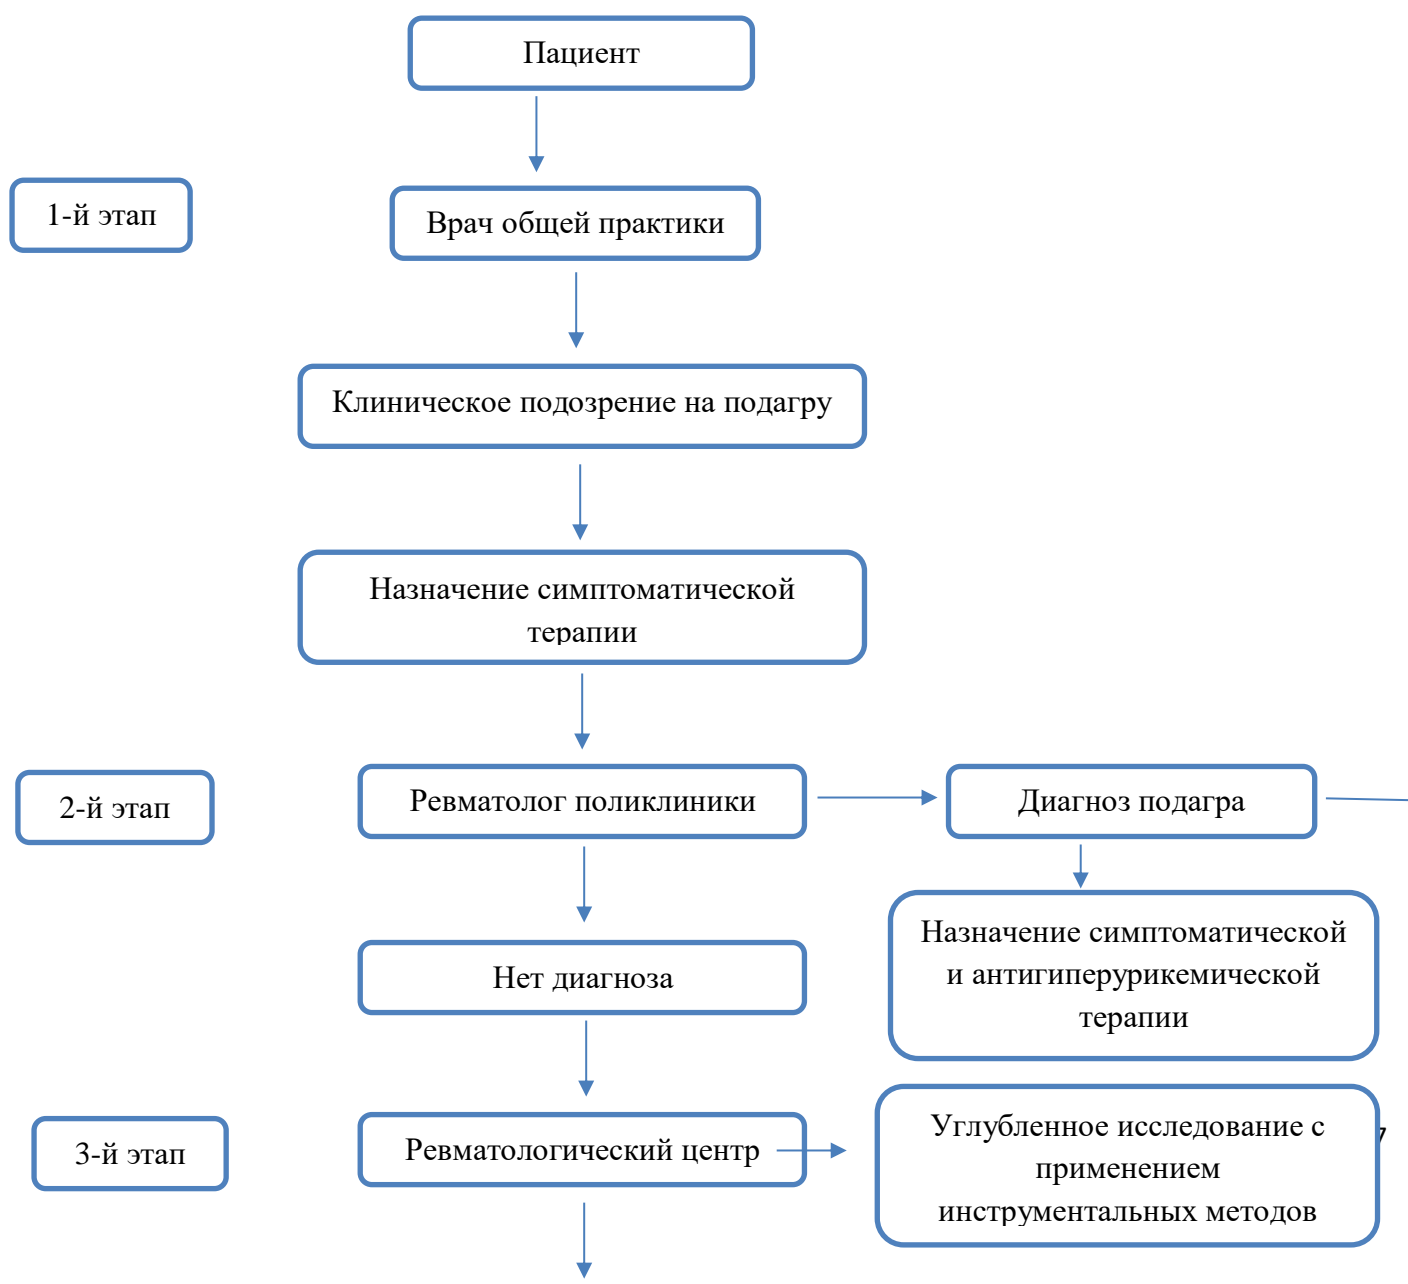 Пациент
1-й этап
Врач общей практики
Клиническое подозрение на подагру
Назначение симптоматической
терапии
2-й этап
Ревматолог поликлиники
Диагноз подагра
Назначение симптоматической
и антигиперурикемической
терапии
Нет диагноза
3-й этап
Ревматологический центр
Углубленное исследование с
применением
инструментальных методов
7